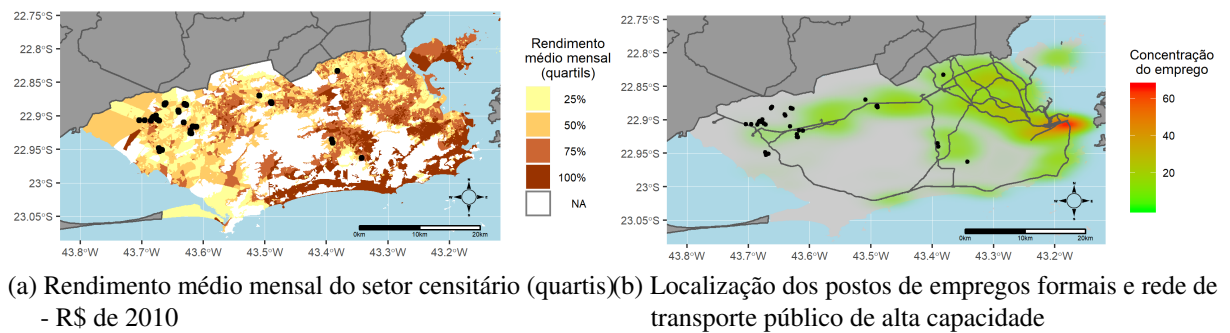 22.75°S
22.8°S
22.85°S
22.9°S
22.95°S
23°S
23.05°S
43.8°W 43.7°W 43.6°W 43.5°W 43.4°W 43.3°W 43.2°W
0km 10km 20km
N
Rendimento
médio mensal
(quartils)
25%
50%
75%
100%
NA
22.75°S
22.8°S
22.85°S
22.9°S
22.95°S
23°S
23.05°S
43.8°W 43.7°W 43.6°W 43.5°W 43.4°W 43.3°W 43.2°W
0km 10km 20km
N
Concentração
do emprego
60
40
20
(a) Rendimento médio mensal do setor censitário (quartis)
- R$ de 2010
(b) Localização dos postos de empregos formais e rede de
transporte público de alta capacidade